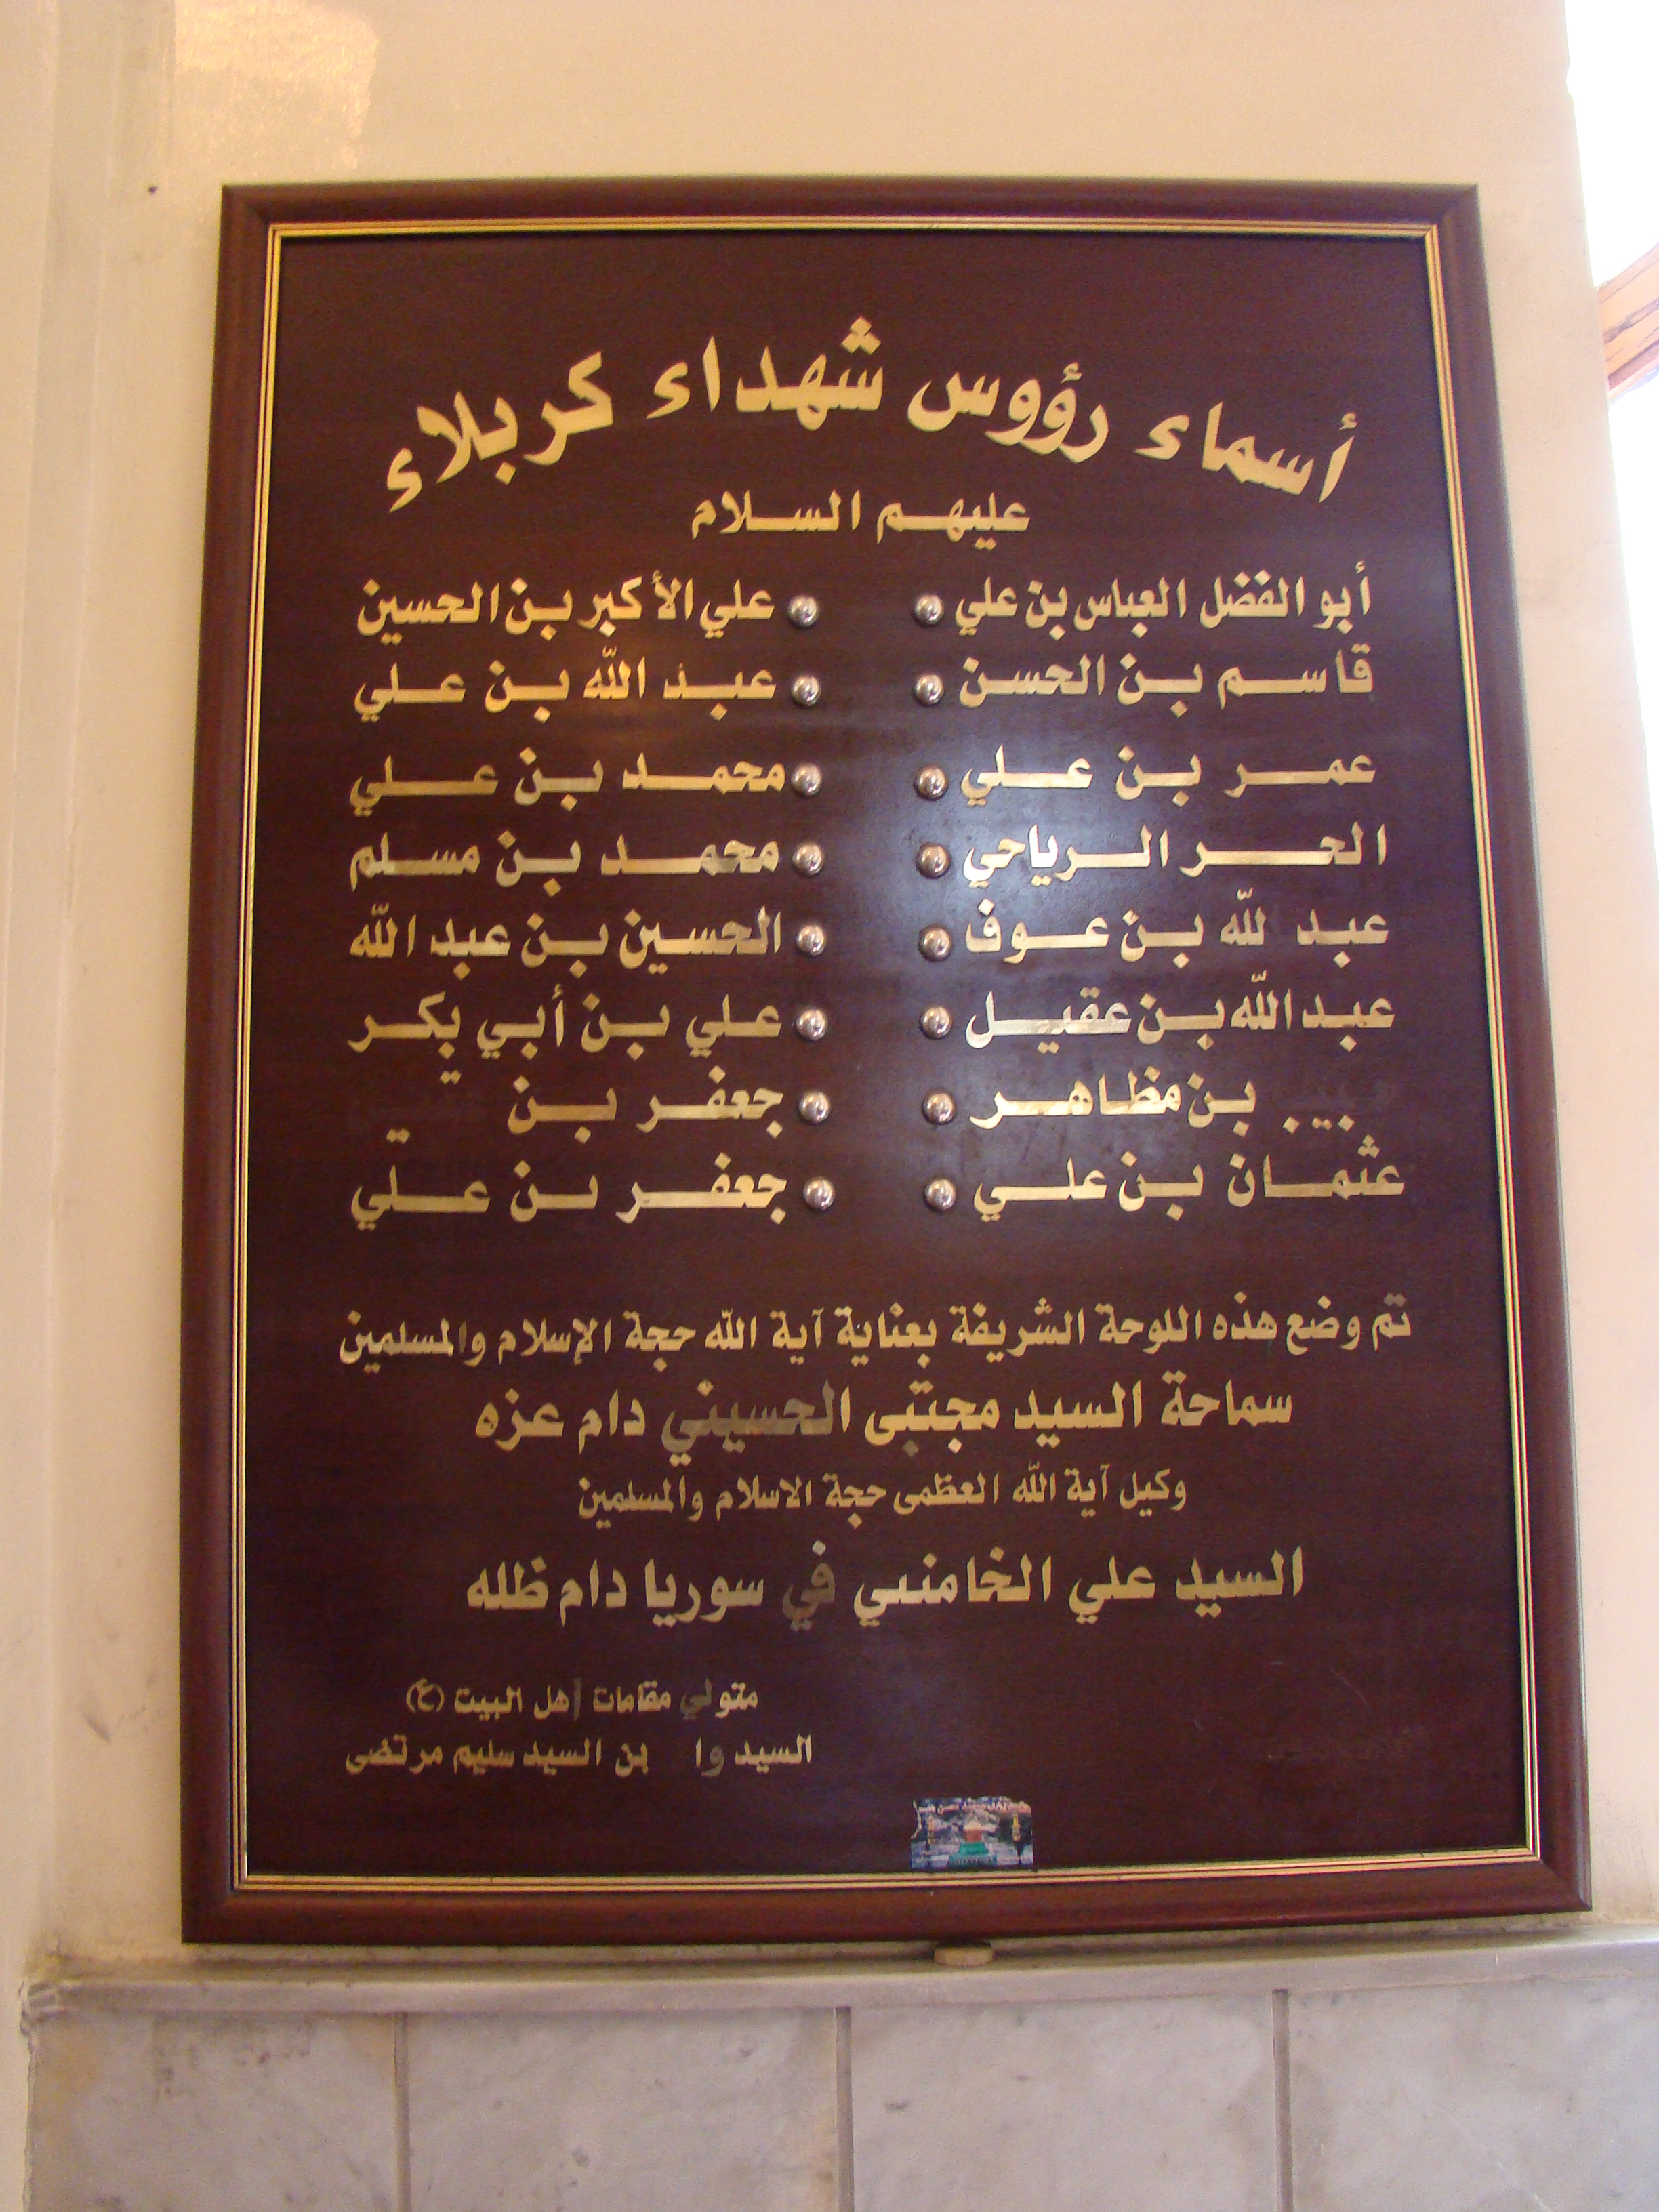 أسماء رؤوس شهداء كربلاء
عليهم السلام
أبو الفضل العباس بن علي
قاسم بن الحسن
عمر بن علي
الحر الرياحي
عبد لله بن عوف
عبد الله بن عقيل
بن مظاهر
عثمان بن علي
علي الأكبر بن الحسين
عبد الله بن علي
محمد بن علي
محمد بن مسلم
الحسين بن عبد الله
علي بن أبي بكر
جعفر بن
جعفر بن علي
تم وضع هذه اللوحة الشريفة بعناية آية الله حجة الإسلام والمسلمين
سماحة السيد مجتبى الحسيني دام عزه
وكيل آية الله العظمى حجة الاسلام والمسلمين
السيد علي الخامنئي في سوريا دام ظله
متولي مقامات أهل البيت (ع)
السيد وا بن السيد سليم مرتضى